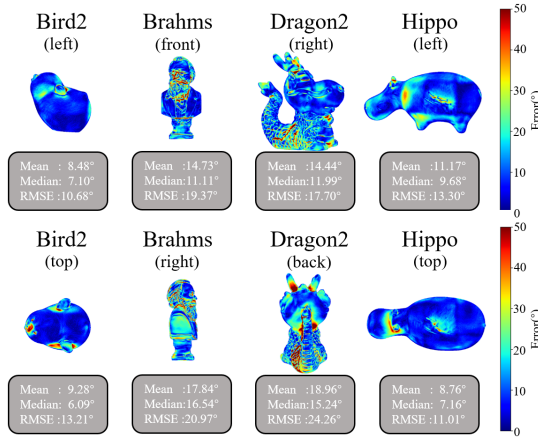 Bird2 Brahms Dragon2 Hippo
(left) (front) (right) (left)
Mean : 8.48° Mean :14.73° Mean :14.44° Mean :11.17°
Median: 7.10° Median:11.11° Median:11.99° Median: 9.68°
RMSE :10.68° RMSE :19.37° RMSE :17.70° RMSE :13.30°
50
40
30
20
10
0
Error(°)
Bird2 Brahms Dragon2 Hippo
(top) (right) (back) (top)
Mean : 9.28° Mean :17.84° Mean :18.96° Mean : 8.76°
Median: 6.09° Median:16.54° Median:15.24° Median: 7.16°
RMSE :13.21° RMSE :20.97° RMSE :24.26° RMSE :11.01°
50
40
30
20
10
0
Error(°)